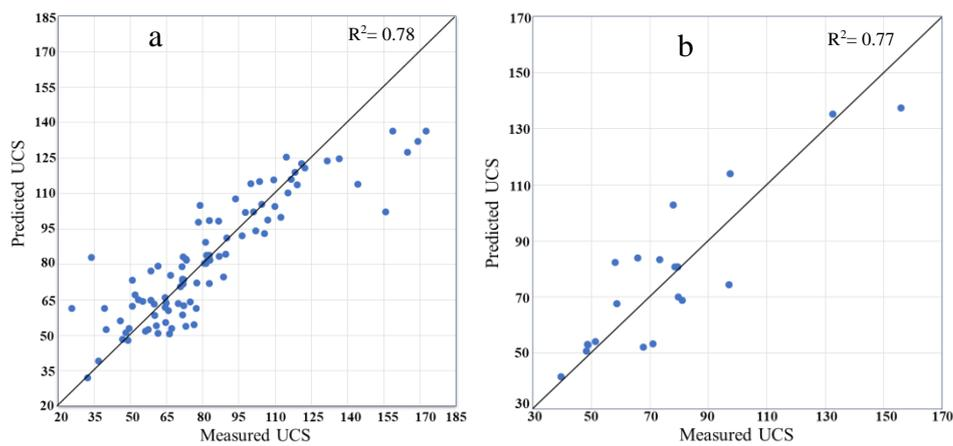 185
170
155
140
125
110
95
80
65
50
35
20
Predicted UCS
a
R²= 0.78
20 35 50 65 80 95 110 125 140 155 170 185
Measured UCS
170
150
130
110
90
70
50
30
Predicted UCS
b
R²= 0.77
30 50 70 90 110 130 150 170
Measured UCS